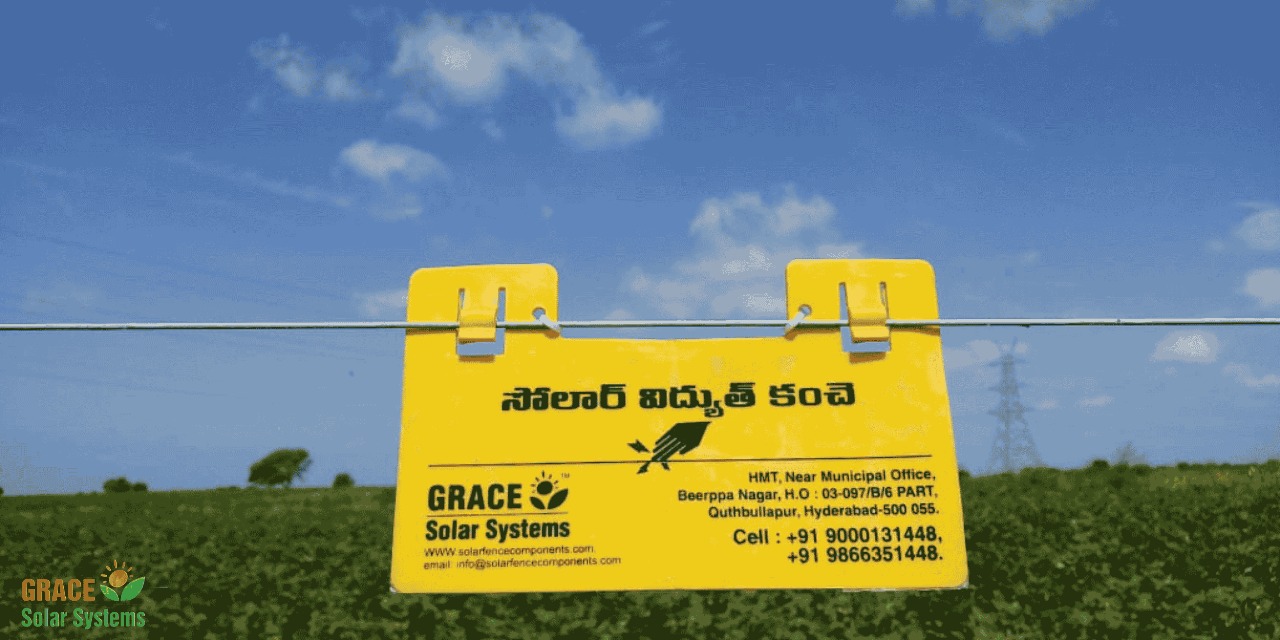 సోలార్ విద్యుత్ కంచె
GRACE™
Solar Systems
WWW.solarfencecomponents.com
email: info@solarfencecomponents.com
HMT, Near Municipal Office,
Beerppa Nagar, H.O : 03-097/B/6 PART,
Quthbullapur, Hyderabad-500 055.
Cell : +91 9000131448,
+91 9866351448.
GRACE
Solar Systems